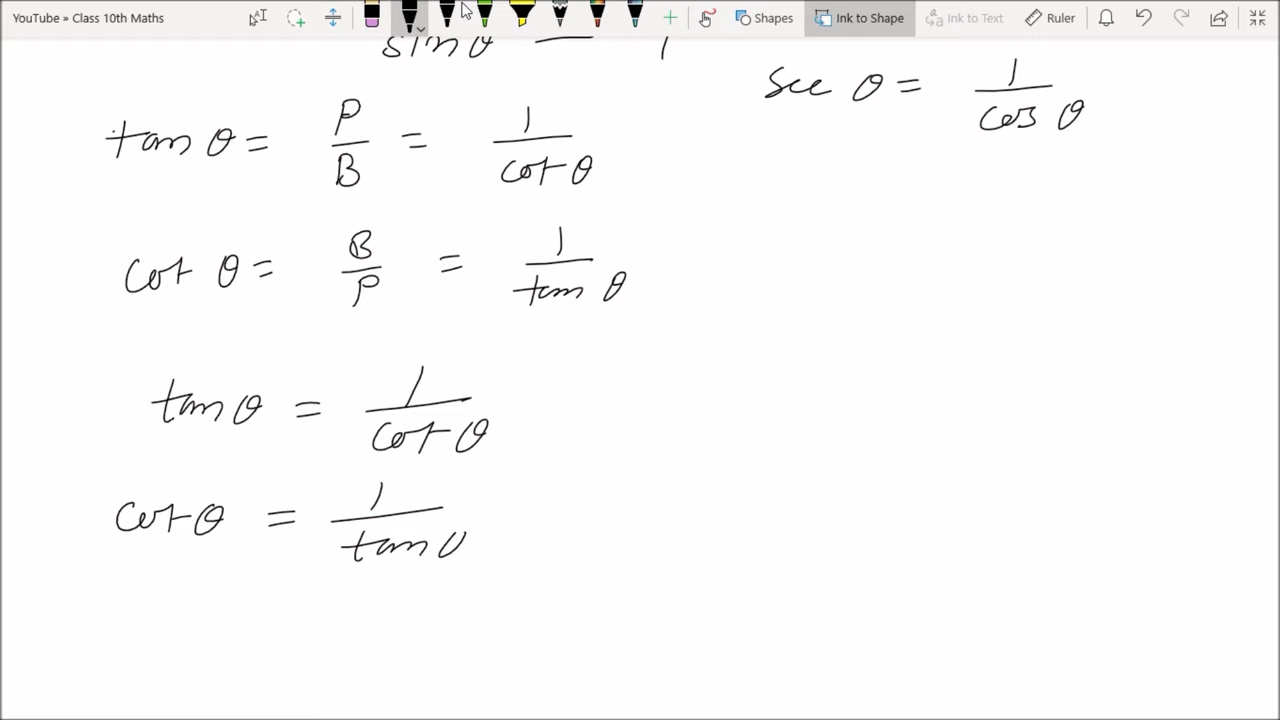 YouTube » Class 10th Maths
Shapes
Ink to Shape
Ink to Text
Ruler
sin θ
sec θ = 1/cos θ
tan θ = P/B = 1/cot θ
cot θ = B/P = 1/tan θ
tan θ = 1/cot θ
cot θ = 1/tan θ